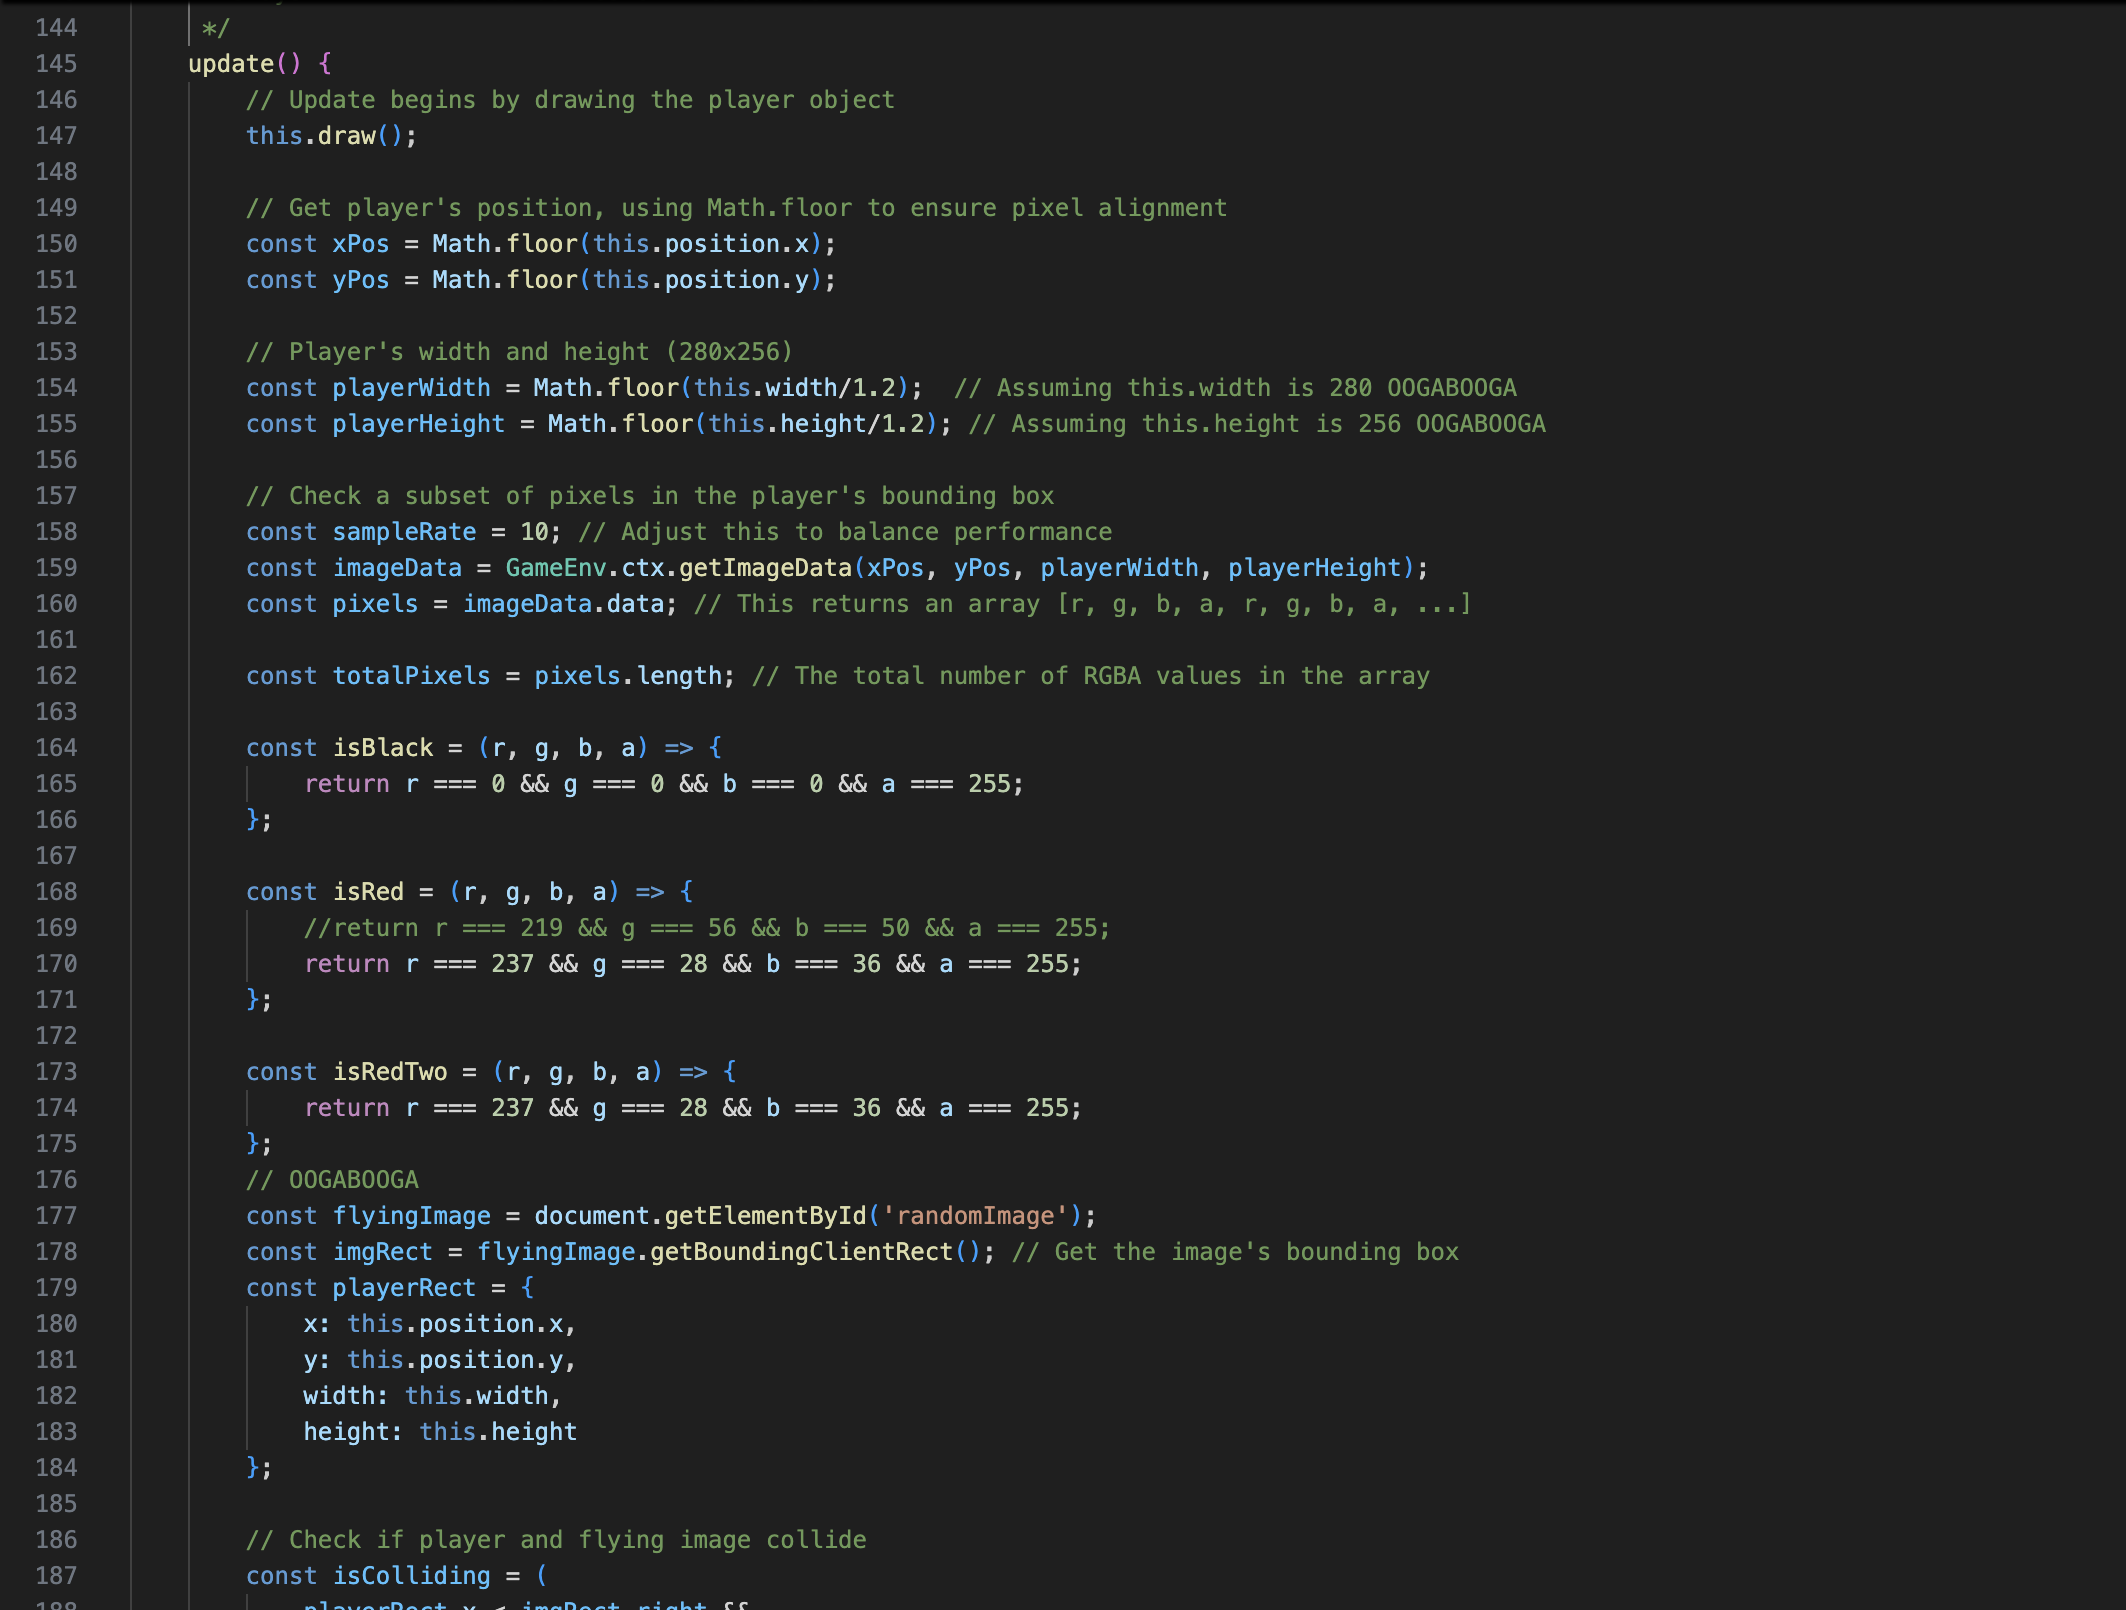 144 */
145 update() {
146 // Update begins by drawing the player object
147 this.draw();
148
149 // Get player's position, using Math.floor to ensure pixel alignment
150 const xPos = Math.floor(this.position.x);
151 const yPos = Math.floor(this.position.y);
152
153 // Player's width and height (280x256)
154 const playerWidth = Math.floor(this.width/1.2); // Assuming this.width is 280 OOGABOOGA
155 const playerHeight = Math.floor(this.height/1.2); // Assuming this.height is 256 OOGABOOGA
156
157 // Check a subset of pixels in the player's bounding box
158 const sampleRate = 10; // Adjust this to balance performance
159 const imageData = GameEnv.ctx.getImageData(xPos, yPos, playerWidth, playerHeight);
160 const pixels = imageData.data; // This returns an array [r, g, b, a, r, g, b, a, ...]
161
162 const totalPixels = pixels.length; // The total number of RGBA values in the array
163
164 const isBlack = (r, g, b, a) => {
165 return r === 0 && g === 0 && b === 0 && a === 255;
166 };
167
168 const isRed = (r, g, b, a) => {
169 //return r === 219 && g === 56 && b === 50 && a === 255;
170 return r === 237 && g === 28 && b === 36 && a === 255;
171 };
172
173 const isRedTwo = (r, g, b, a) => {
174 return r === 237 && g === 28 && b === 36 && a === 255;
175 };
176 // OOGABOOGA
177 const flyingImage = document.getElementById('randomImage');
178 const imgRect = flyingImage.getBoundingClientRect(); // Get the image's bounding box
179 const playerRect = {
180 x: this.position.x,
181 y: this.position.y,
182 width: this.width,
183 height: this.height
184 };
185
186 // Check if player and flying image collide
187 const isColliding = (
188 playerRect.x < imgRect.right &&